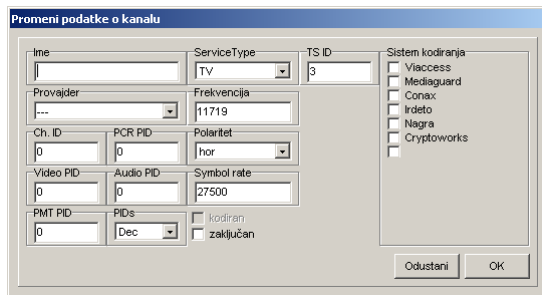 Promeni podatke o kanalu
Ime
ServiceType
TV
TS ID
3
Provajder
---
Frekvencija
11719
Ch. ID
0
PCR PID
0
Polaritet
hor
Video PID
0
Audio PID
0
Symbol rate
27500
PMT PID
0
PIDs
Dec
kodiran
zaključan
Sistem kodiranja
Viaccess
Mediaguard
Conax
Irdeto
Nagra
Cryptoworks
Odustani
OK